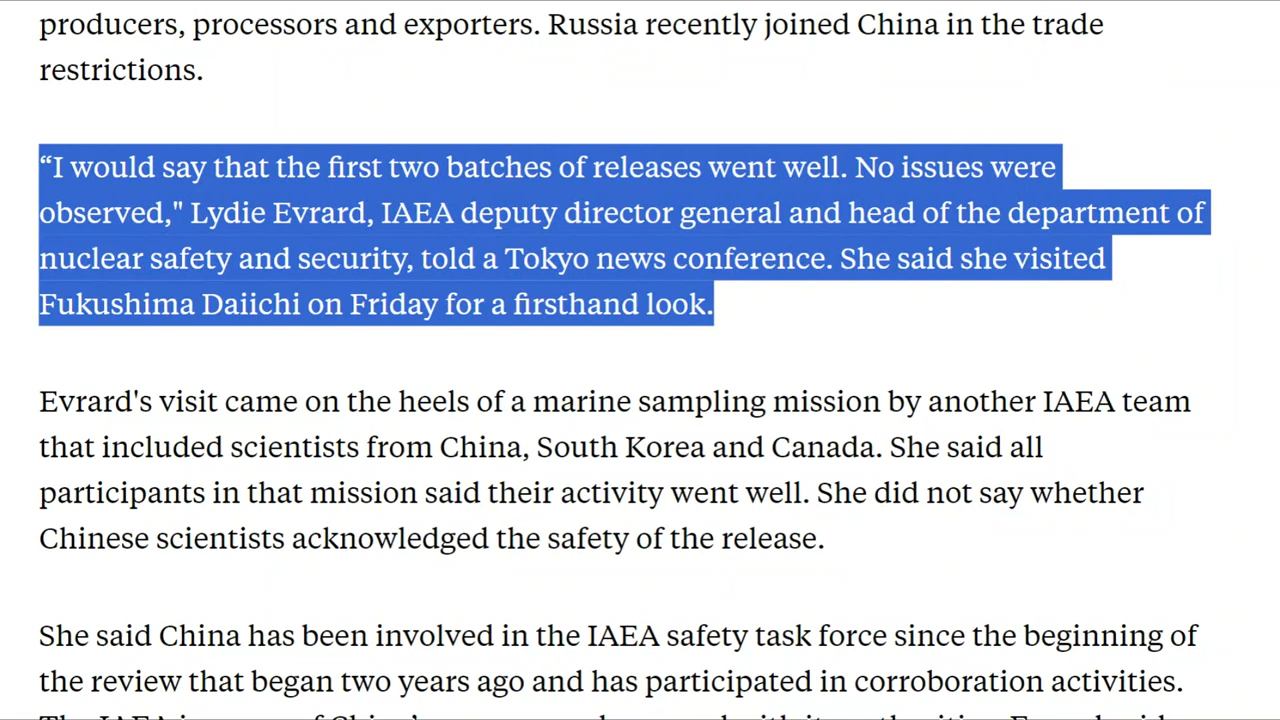 producers, processors and exporters. Russia recently joined China in the trade
restrictions.
“I would say that the first two batches of releases went well. No issues were
observed," Lydie Evrard, IAEA deputy director general and head of the department of
nuclear safety and security, told a Tokyo news conference. She said she visited
Fukushima Daiichi on Friday for a firsthand look.
Evrard's visit came on the heels of a marine sampling mission by another IAEA team
that included scientists from China, South Korea and Canada. She said all
participants in that mission said their activity went well. She did not say whether
Chinese scientists acknowledged the safety of the release.
She said China has been involved in the IAEA safety task force since the beginning of
the review that began two years ago and has participated in corroboration activities.